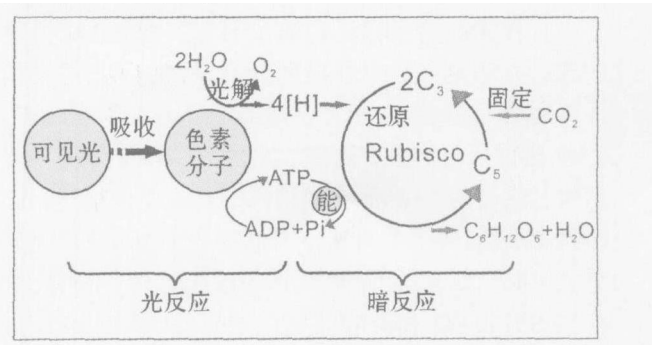 2H₂O O₂
光解
4[H]
2C₃
固定
CO₂
还原
吸收
可见光
色素
分子
Rubisco
C₅
ATP
能
ADP+Pi
C₆H₁₂O₆+H₂O
光反应
暗反应